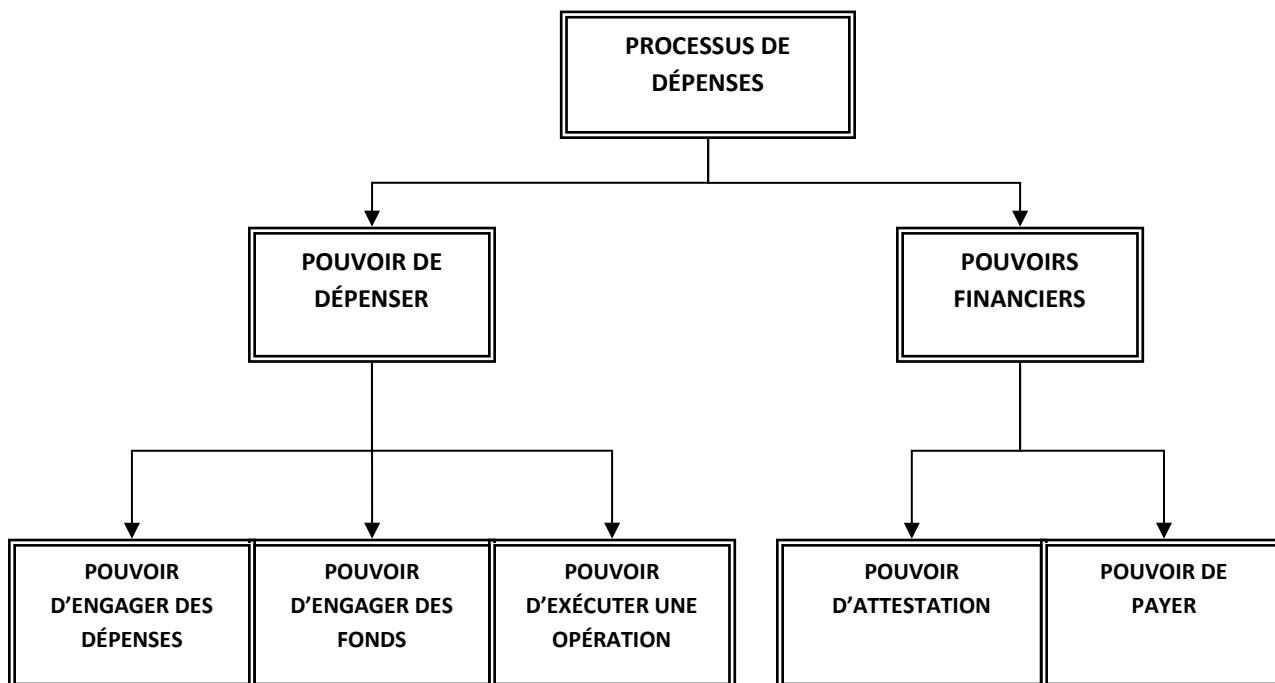 PROCESSUS DE
DÉPENSES
POUVOIR DE
DÉPENSER
POUVOIRS
FINANCIERS
POUVOIR
D’ENGAGER DES
DÉPENSES
POUVOIR
D’ENGAGER DES
FONDS
POUVOIR
D’EXÉCUTER UNE
OPÉRATION
POUVOIR
D’ATTESTATION
POUVOIR DE
PAYER